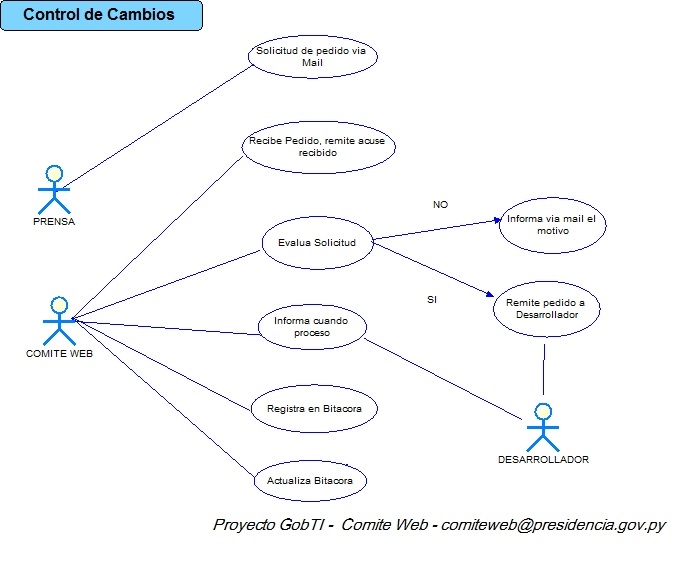 Control de Cambios
Solicitud de pedido via
Mail
Recibe Pedido, remite acuse
recibido
PRENSA
NO
Informa via mail el
motivo
Evalua Solicitud
SI
Remite pedido a
Desarrollador
Informa cuando
proceso
COMITE WEB
Registra en Bitacora
DESARROLLADOR
Actualiza Bitacora
Proyecto GobTI - Comite Web - comiteweb@presidencia.gov.py